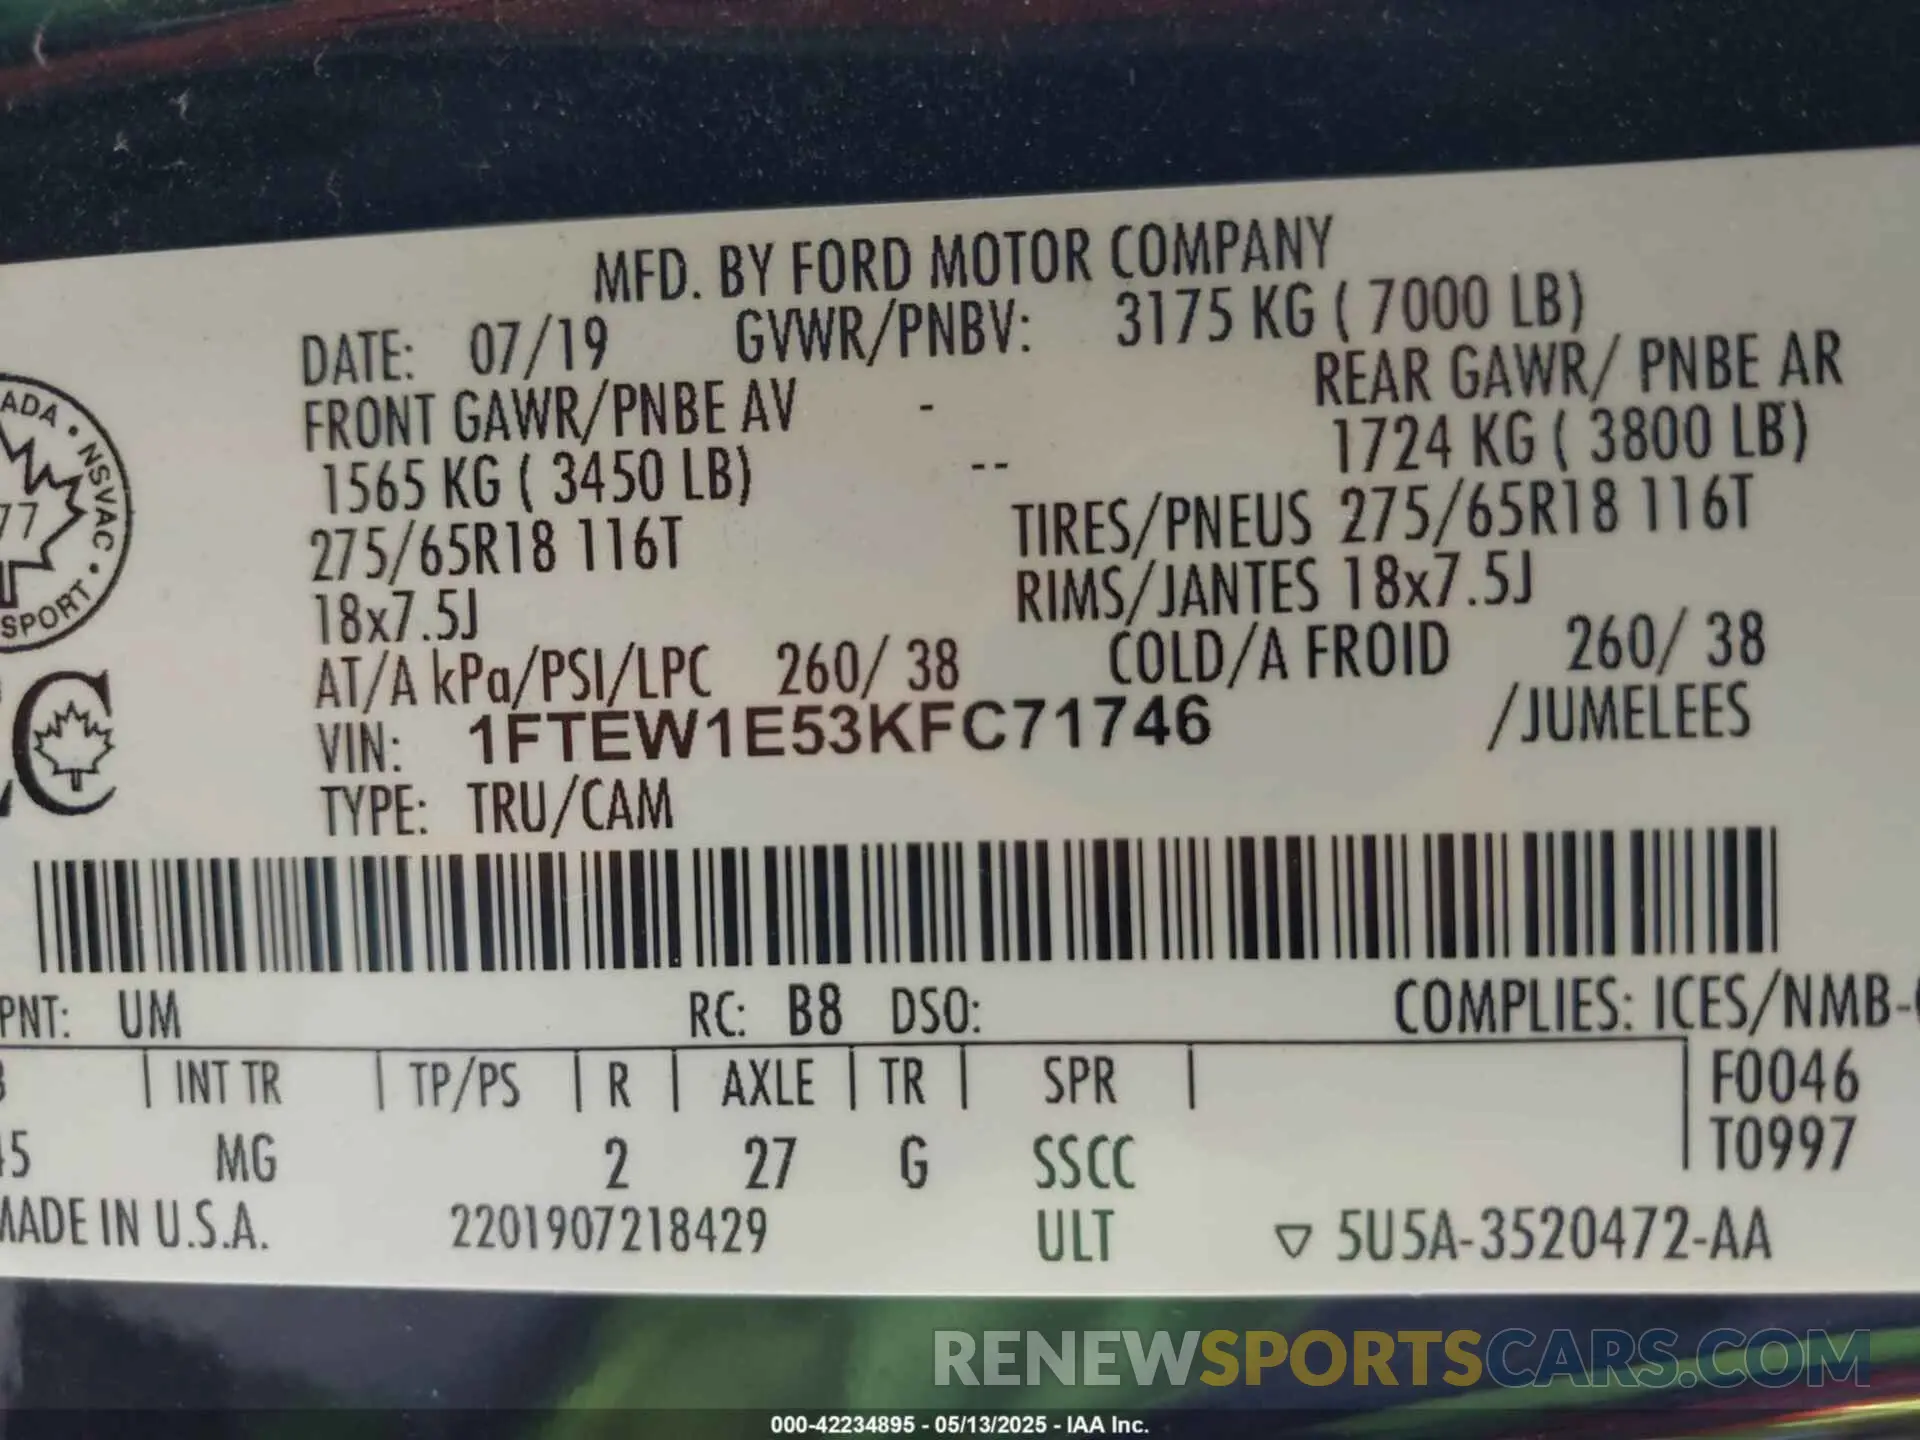 MFD. BY FORD MOTOR COMPANY
DATE: 07/19 GVWR/PNBV: 3175 KG ( 7000 LB)
FRONT GAWR/PNBE AV - REAR GAWR/ PNBE AR
1565 KG ( 3450 LB) -- 1724 KG ( 3800 LB)
275/65R18 116T TIRES/PNEUS 275/65R18 116T
18x7.5J RIMS/JANTES 18x7.5J
AT/A kPa/PSI/LPC 260/ 38 COLD/A FROID 260/ 38
VIN: 1FTEW1E53KFC71746 /JUMELEES
TYPE: TRU/CAM
ADA • NSVAC • SPORT
77
C
PNT: UM RC: B8 DSO: COMPLIES: ICES/NMB-
INT TR TP/PS R AXLE TR SPR F0046
T0997
45 MG 2 27 G SSCC
MADE IN U.S.A. 2201907218429 ULT ▽ 5U5A-3520472-AA
RENEWSPORTSCARS.COM
000-42234895 - 05/13/2025 - IAA Inc.